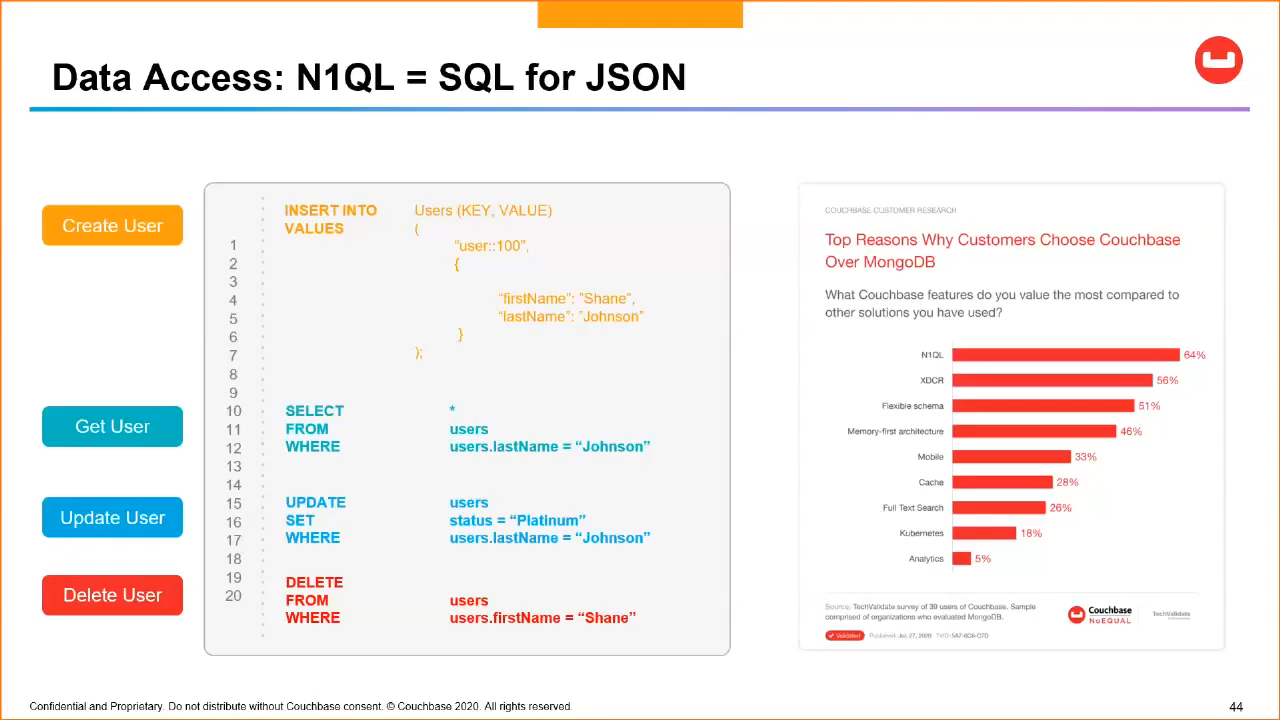 Data Access: N1QL = SQL for JSON
Create User
Get User
Update User
Delete User
1
2
3
4
5
6
7
8
9
10
11
12
13
14
15
16
17
18
19
20
INSERT INTO Users (KEY, VALUE)
VALUES (
“user::100”,
{
“firstName”: ”Shane”,
“lastName”: ”Johnson”
}
);
SELECT *
FROM users
WHERE users.lastName = “Johnson”
UPDATE users
SET status = “Platinum”
WHERE users.lastName = “Johnson”
DELETE
FROM users
WHERE users.firstName = “Shane”
COUCHBASE CUSTOMER RESEARCH
Top Reasons Why Customers Choose Couchbase
Over MongoDB
What Couchbase features do you value the most compared to
other solutions you have used?
N1QL 64%
XDCR 56%
Flexible schema 51%
Memory-first architecture 46%
Mobile 33%
Cache 28%
Full Text Search 26%
Kubernetes 18%
Analytics 5%
Source: TechValidate survey of 39 users of Couchbase. Sample
comprised of organizations who evaluated MongoDB.
Validated Published: Jul. 27, 2020
Couchbase
NoEQUAL
TechValidate
Confidential and Proprietary. Do not distribute without Couchbase consent. © Couchbase 2020. All rights reserved.
44